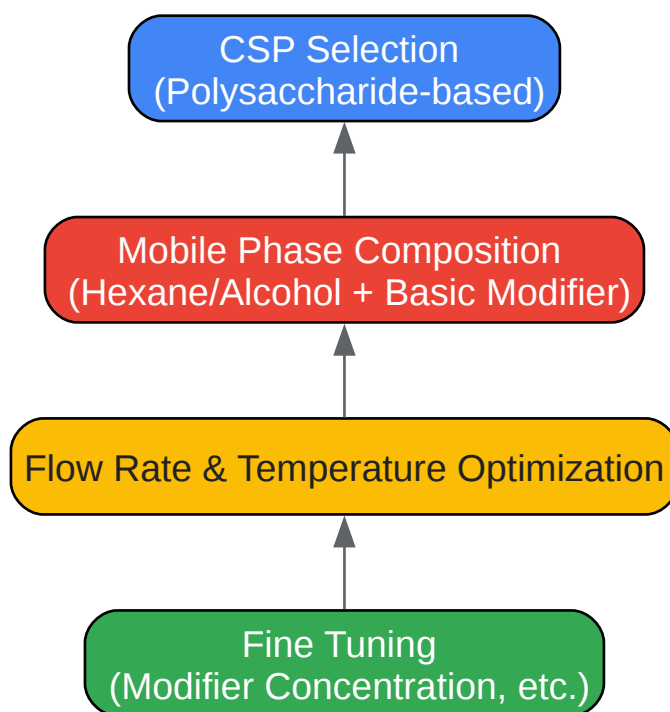 CSP Selection
(Polysaccharide-based)
Mobile Phase Composition
(Hexane/Alcohol + Basic Modifier)
Flow Rate & Temperature Optimization
Fine Tuning
(Modifier Concentration, etc.)